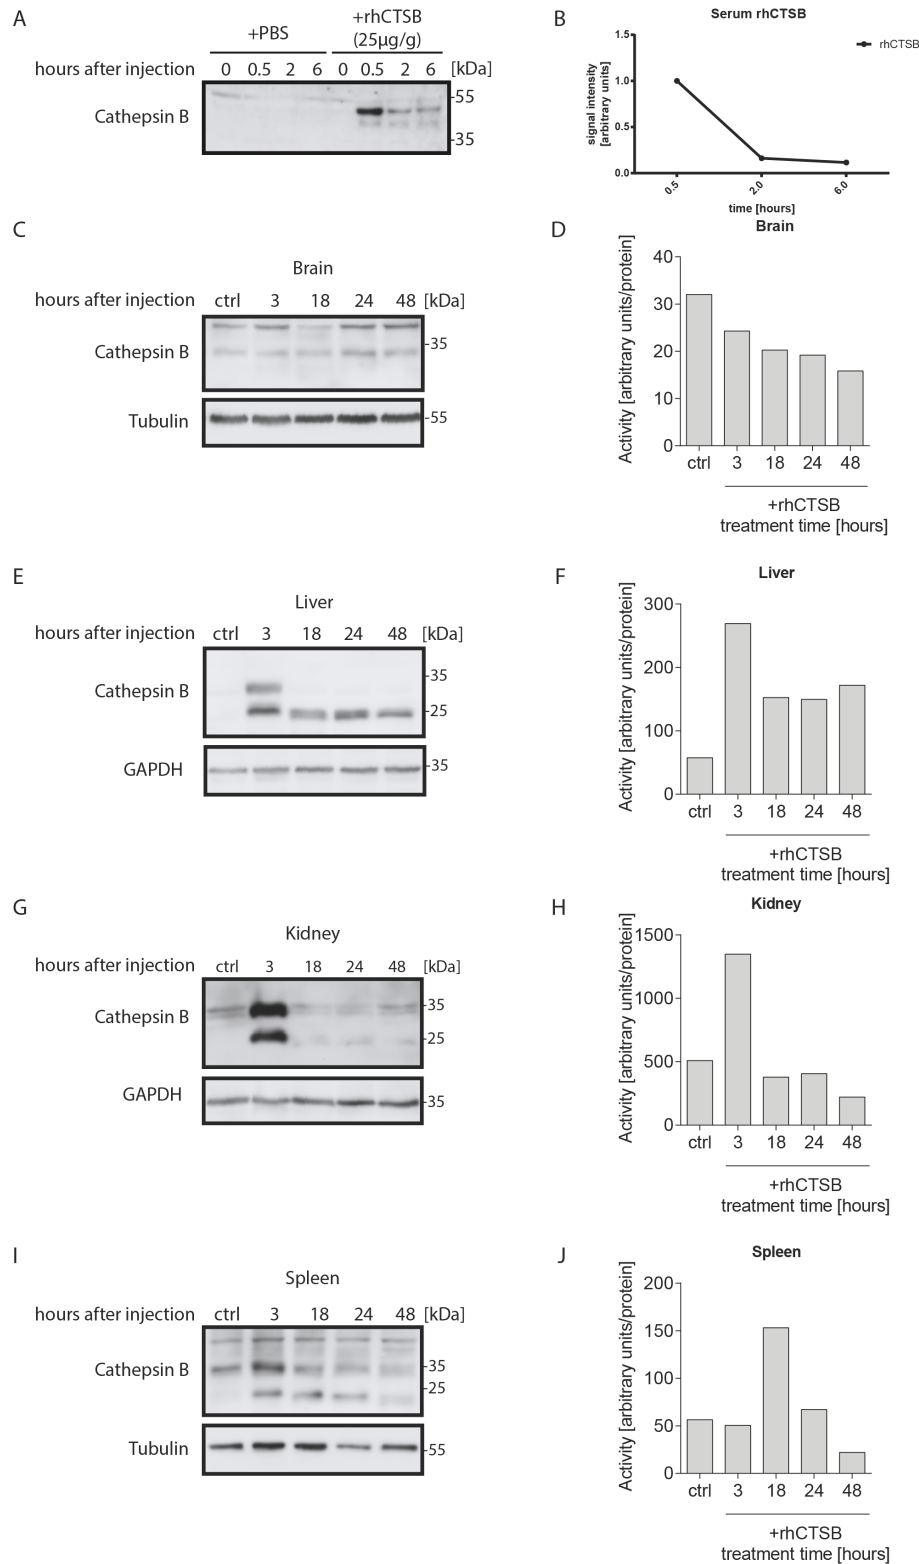 A
+PBS
+rhCTSB
(25μg/g)
hours after injection 0 0.5 2 6 0 0.5 2 6 [kDa]
Cathepsin B
-55
-35
B
Serum rhCTSB
signal intensity
[arbitrary units]
1.5
1.0
0.5
0.0
0.5 2.0 6.0
time [hours]
rhCTSB
C
Brain
hours after injection ctrl 3 18 24 48 [kDa]
Cathepsin B
-35
Tubulin
-55
D
Brain
Activity [arbitrary units/protein]
40
30
20
10
0
ctrl 3 18 24 48
+rhCTSB
treatment time [hours]
E
Liver
hours after injection ctrl 3 18 24 48 [kDa]
Cathepsin B
-35
-25
GAPDH
-35
F
Liver
Activity [arbitrary units/protein]
300
200
100
0
ctrl 3 18 24 48
+rhCTSB
treatment time [hours]
G
Kidney
hours after injection ctrl 3 18 24 48 [kDa]
Cathepsin B
-35
-25
GAPDH
-35
H
Kidney
Activity [arbitrary units/protein]
1500
1000
500
0
ctrl 3 18 24 48
+rhCTSB
treatment time [hours]
I
Spleen
hours after injection ctrl 3 18 24 48 [kDa]
Cathepsin B
-35
-25
Tubulin
-55
J
Spleen
Activity [arbitrary units/protein]
200
150
100
50
0
ctrl 3 18 24 48
+rhCTSB
treatment time [hours]